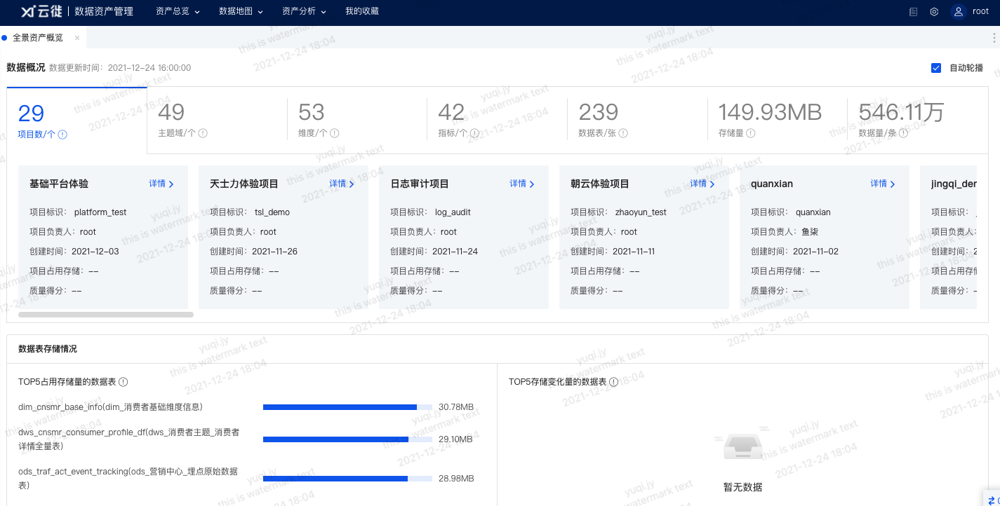 云徙 | 数据资产管理 资产总览 数据地图 资产分析 我的收藏 root
全景资产概览 ×
数据概况 数据更新时间：2021-12-24 16:00:00 自动轮播
29 49 53 42 239 149.93MB 546.11万
项目数/个 主题域/个 维度/个 指标/个 数据表/张 存储量 数据量/条
基础平台体验 详情 >
项目标识： platform_test
项目负责人：root
创建时间：2021-12-03
项目占用存储：--
质量得分：--
天士力体验项目 详情 >
项目标识： tsl_demo
项目负责人：root
创建时间：2021-11-26
项目占用存储：--
质量得分：--
日志审计项目 详情 >
项目标识： log_audit
项目负责人：root
创建时间：2021-11-24
项目占用存储：--
质量得分：--
朝云体验项目 详情 >
项目标识： zhaoyun_test
项目负责人：root
创建时间：2021-11-11
项目占用存储：--
质量得分：--
quanxian 详情 >
项目标识： quanxian
项目负责人：鱼柒
创建时间：2021-11-02
项目占用存储：--
质量得分：--
jingqi_der
项目标识：
项目负责人：
创建时间：2
项目占用存
质量得分：-
数据表存储情况
TOP5占用存储量的数据表
dim_cnsmr_base_info(dim_消费者基础维度信息) 30.78MB
dws_cnsmr_consumer_profile_df(dws_消费者主题_消费者
详情全量表) 29.10MB
ods_traf_act_event_tracking(ods_营销中心_埋点原始数据
表) 28.98MB
TOP5存储变化量的数据表
暂无数据
yuqi.jy
this is watermark text
2021-12-24 18:04